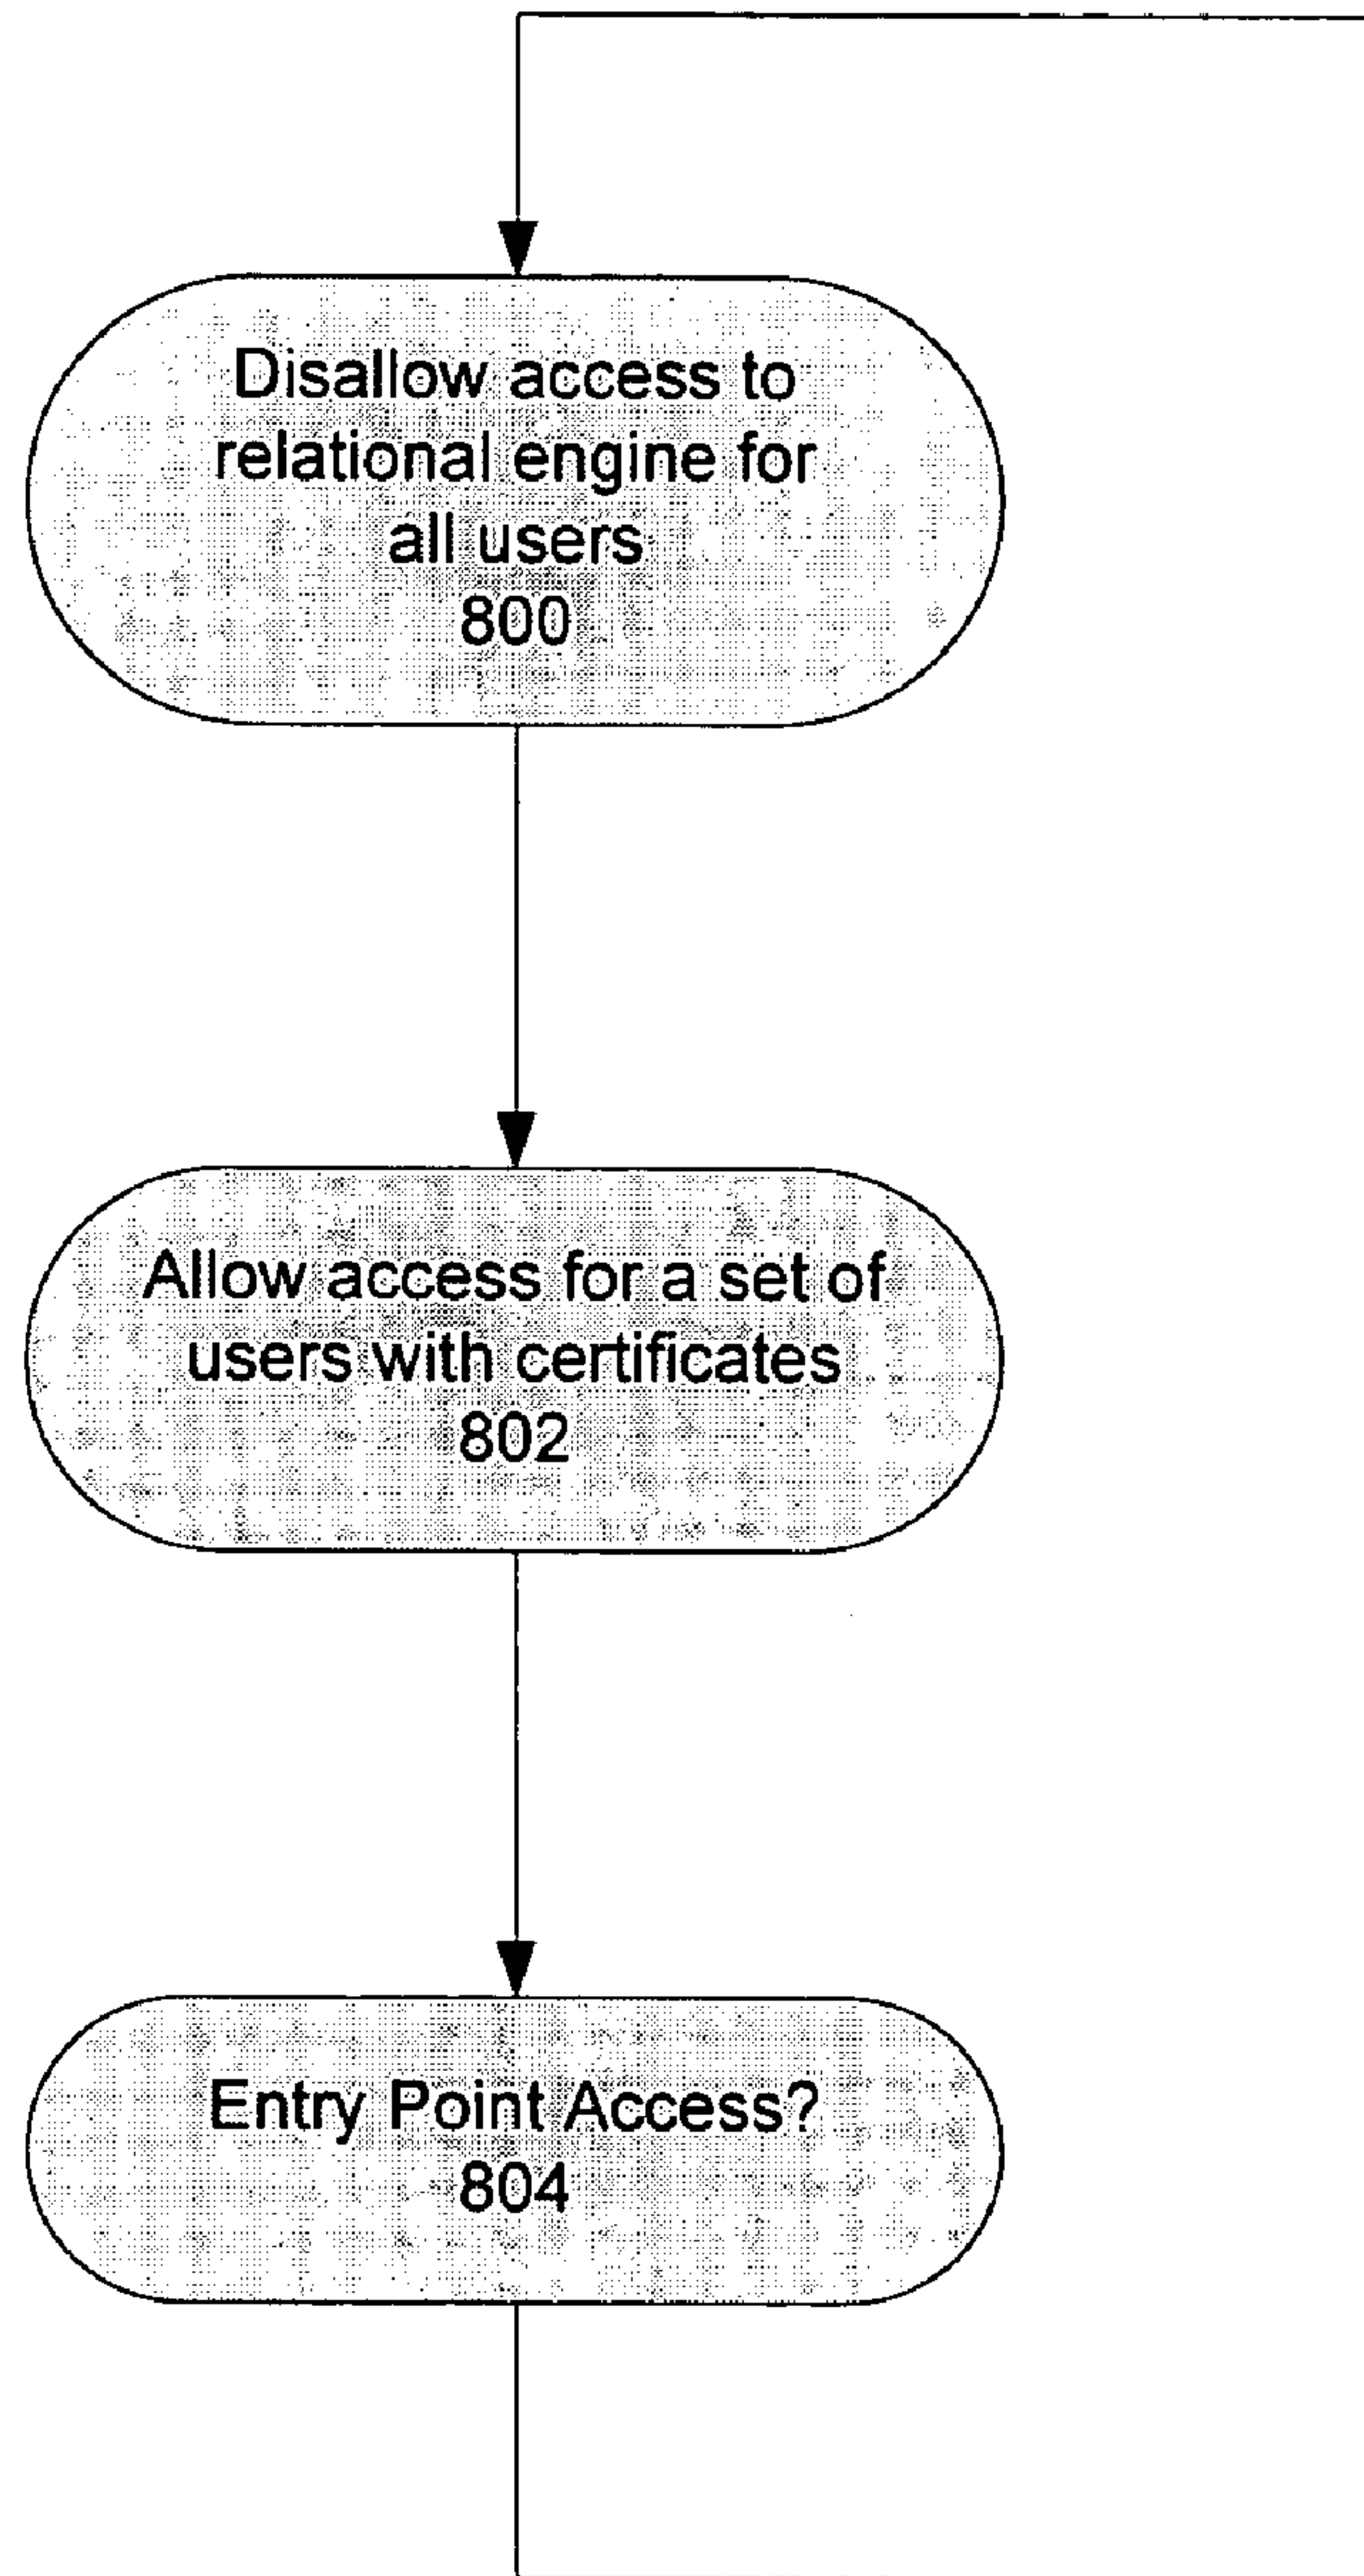 Disallow access to
relational engine for
all users
800
Allow access for a set of
users with certificates
802
Entry Point Access?
804